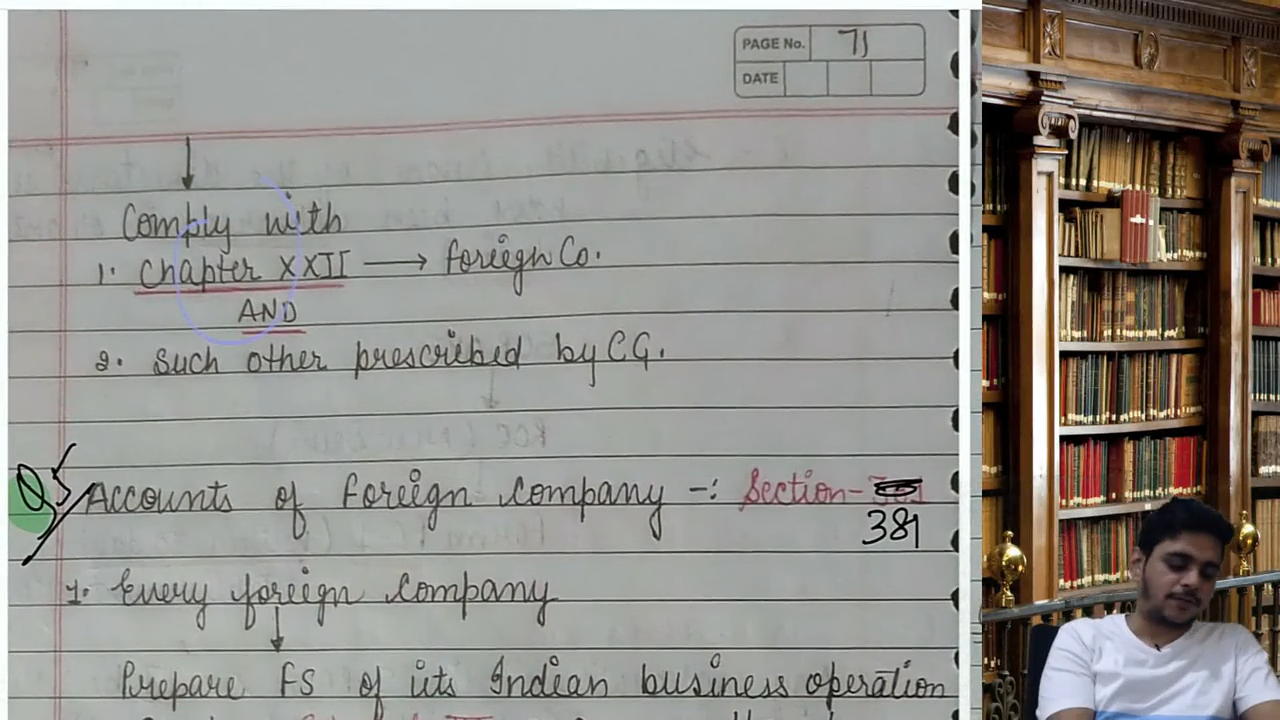 PAGE No. 71
DATE
Comply with
1. Chapter XXII → foreign Co.
AND
2. Such other prescribed by CG.
Q5 Accounts of foreign company -: Section-
381
1. Every foreign company
Prepare FS of its Indian business operation